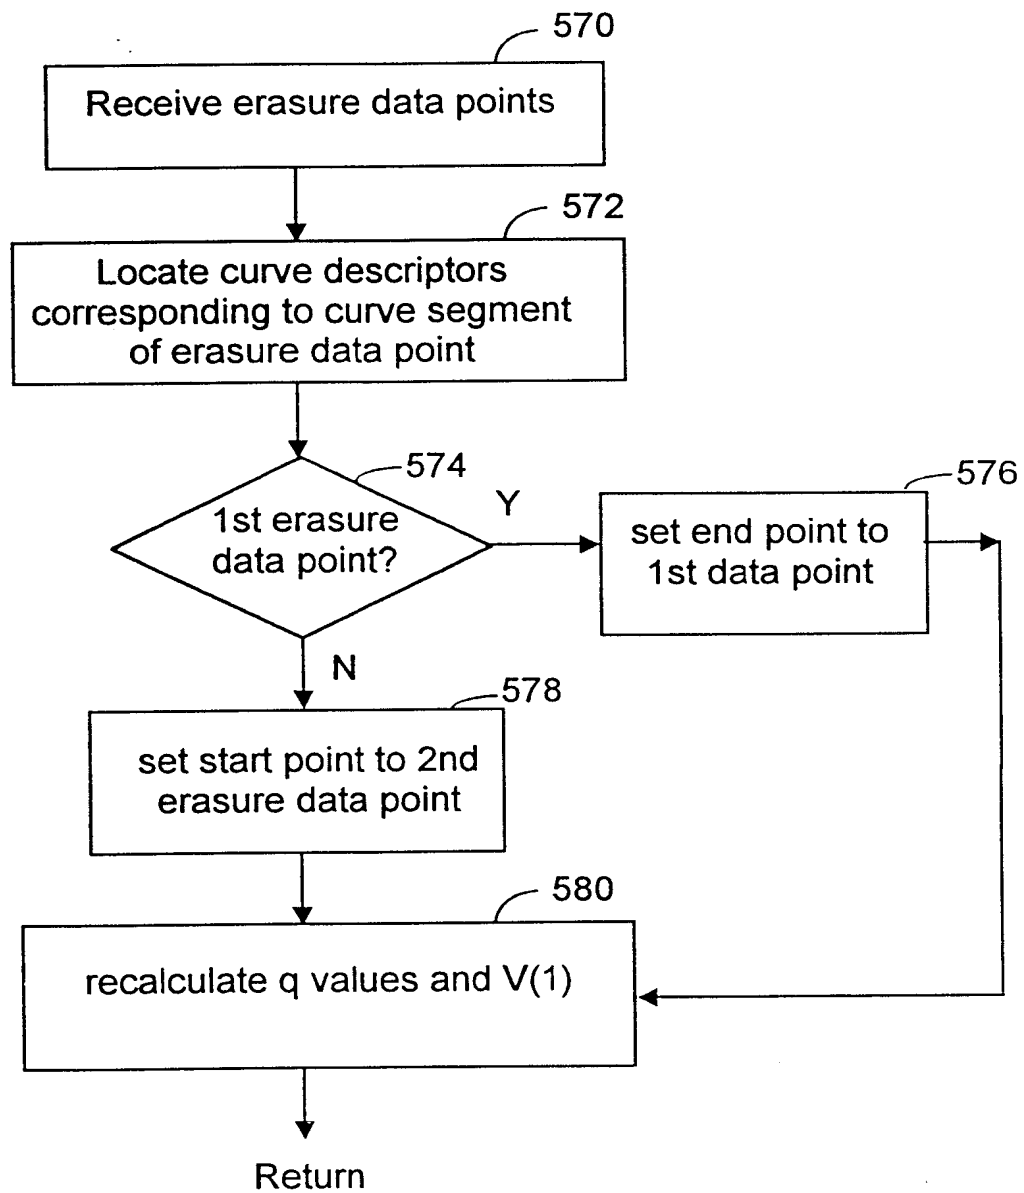 570
Receive erasure data points
572
Locate curve descriptors
corresponding to curve segment
of erasure data point
574
1st erasure
data point?
Y
576
set end point to
1st data point
N
578
set start point to 2nd
erasure data point
580
recalculate q values and V(1)
Return